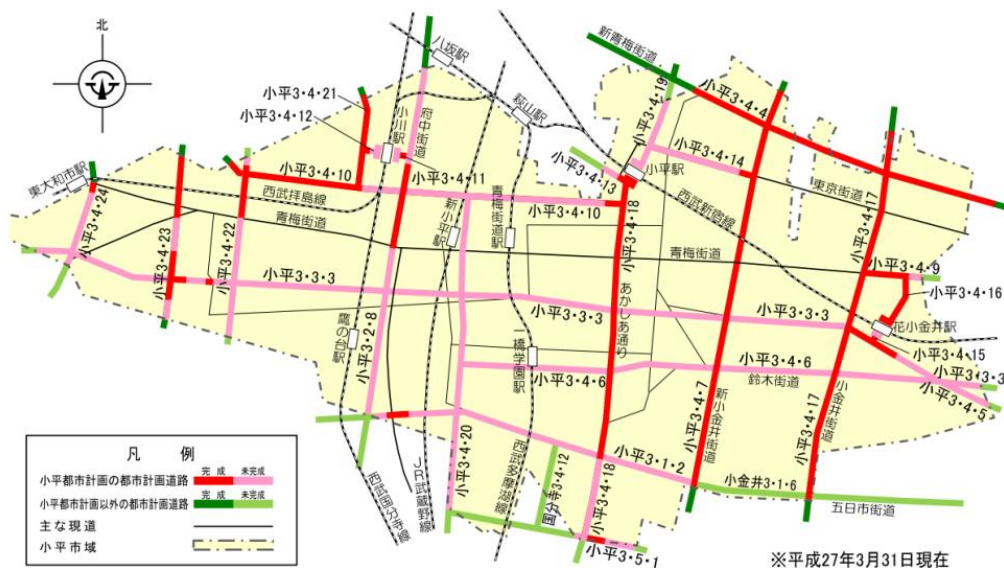 北
八坂駅
新青梅街道
小平3・4・21
小平3・4・12
小川駅
府中街道
萩山駅
小平3・4・19
小平3・4・4
小平駅
小平3・4・14
小平3・4・13
東大和市駅
小平3・4・10
小平3・4・11
西武拝島線
小平3・4・24
青梅街道
小平3・4・23
小平3・4・22
新小平駅
青梅街道駅
小平3・4・10
小平3・4・18
西武新宿線
東京街道
小平3・4・17
青梅街道
小平3・4・9
小平3・4・16
花小金井駅
小平3・3・3
小平3・3・3
小平3・3・3
あかしあ通り
小平3・2・8
鷹の台駅
一橋学園駅
小平3・4・15
小平3・3・3
小平3・4・5
小平3・4・6
小平3・4・6
鈴木街道
小平3・4・7
新小金井街道
小平3・4・17
小金井街道
小平3・4・20
西武国分寺線
JR武蔵野線
西武多摩湖線
国分寺3・4・12
小平3・4・18
小平3・1・2
小金井3・1・6
五日市街道
小平3・5・1
凡 例
小平都市計画の都市計画道路 完 成 未完成
小平都市計画以外の都市計画道路 完 成 未完成
主な現道
小平市域
※平成27年3月31日現在